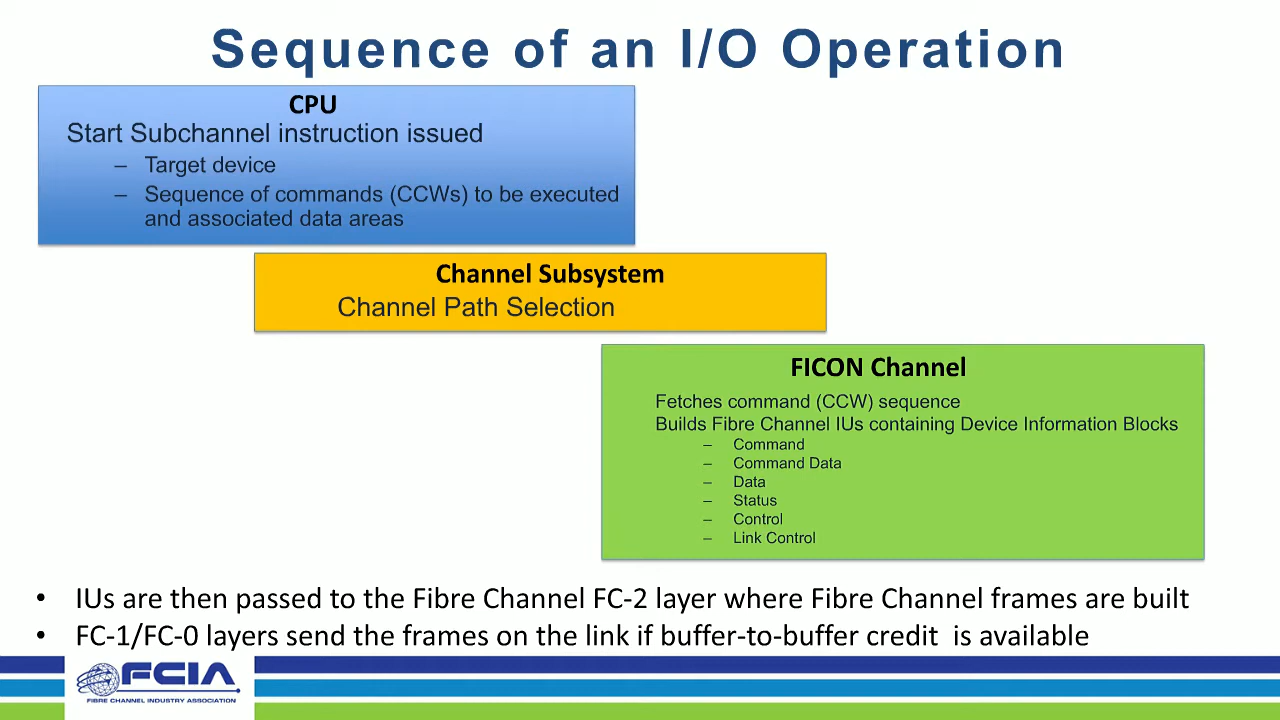 Sequence of an I/O Operation
CPU
Start Subchannel instruction issued
– Target device
– Sequence of commands (CCWs) to be executed
and associated data areas
Channel Subsystem
Channel Path Selection
FICON Channel
Fetches command (CCW) sequence
Builds Fibre Channel IUs containing Device Information Blocks
– Command
– Command Data
– Data
– Status
– Control
– Link Control
• IUs are then passed to the Fibre Channel FC-2 layer where Fibre Channel frames are built
• FC-1/FC-0 layers send the frames on the link if buffer-to-buffer credit  is available
FCIA
FIBRE CHANNEL INDUSTRY ASSOCIATION